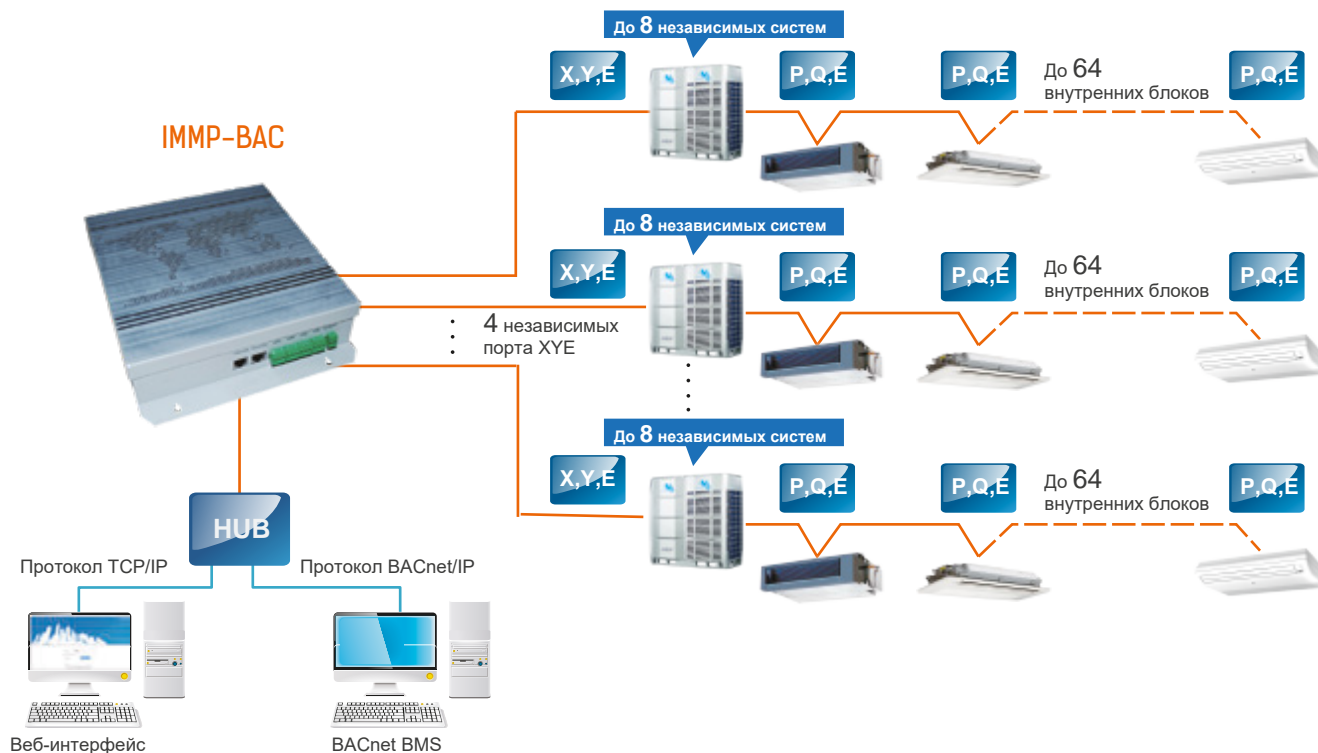 До 8 независимых систем
X,Y,E
P,Q,E
P,Q,E
До 64
внутренних блоков
P,Q,E
IMMP-BAC
До 8 независимых систем
X,Y,E
P,Q,E
P,Q,E
До 64
внутренних блоков
P,Q,E
4 независимых
порта XYE
До 8 независимых систем
X,Y,E
P,Q,E
P,Q,E
До 64
внутренних блоков
P,Q,E
HUB
Протокол TCP/IP
Протокол BACnet/IP
Веб-интерфейс
BACnet BMS